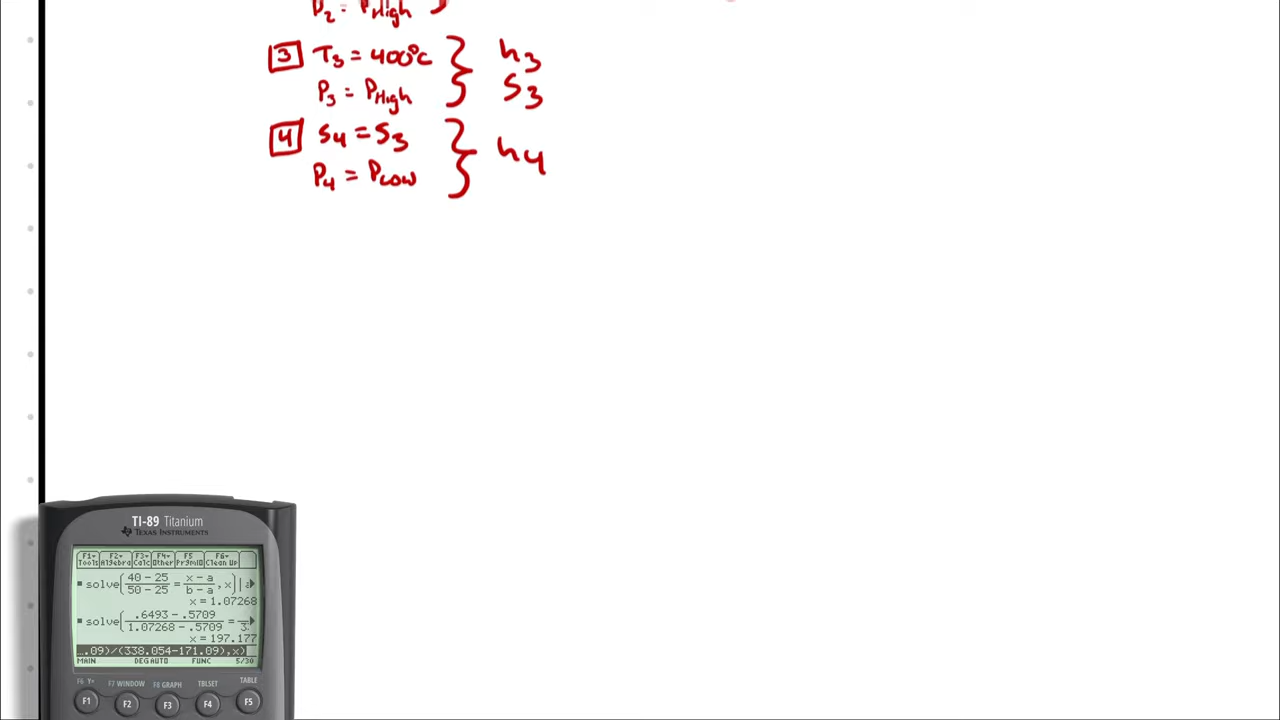 P2 = PHigh }
3 T3 = 400°C } h3
P3 = PHigh S3
4 S4 = S3 } h4
P4 = PLow
TI-89 Titanium
TEXAS INSTRUMENTS
F1 Tools F2 Algebra F3 Calc F4 Other F5 PrgmIO F6 Clean Up
solve((40-25)/(50-25) = (x-a)/(b-a), x) |
x = 1.07268
solve((.6493-.5709)/(1.07268-.5709) =
x = 197.177
….09)/(338.054-171.09),x)
MAIN DEG AUTO FUNC 5/30
F6 Y= F7 WINDOW F8 GRAPH TBLSET TABLE
F1 F2 F3 F4 F5